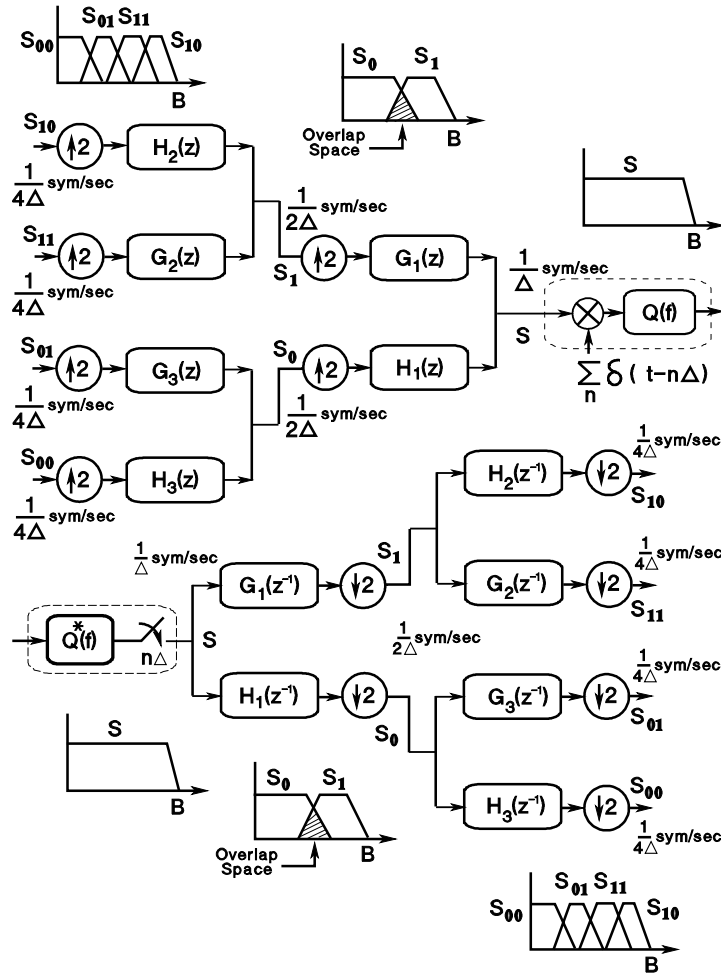 S00 S01 S11 S10
B
S0 S1
Overlap
Space
B
S
B
S10
↑2
H2(z)
1/4Δ sym/sec
S11
↑2
G2(z)
1/4Δ sym/sec
1/2Δ sym/sec
S1
↑2
G1(z)
S01
↑2
G3(z)
1/4Δ sym/sec
S0
↑2
H1(z)
1/2Δ sym/sec
S00
↑2
H3(z)
1/4Δ sym/sec
1/Δ sym/sec
S
Q(f)
∑ δ ( t−nΔ)
n
1/Δ sym/sec
Q*(f)
nΔ
S
G1(z⁻¹)
↓2
S1
H2(z⁻¹)
↓2
1/4Δ sym/sec
S10
G2(z⁻¹)
↓2
1/4Δ sym/sec
S11
1/2Δ sym/sec
H1(z⁻¹)
↓2
S0
G3(z⁻¹)
↓2
1/4Δ sym/sec
S01
H3(z⁻¹)
↓2
S00
1/4Δ sym/sec
S
B
S0 S1
Overlap
Space
B
S00 S01 S11 S10
B